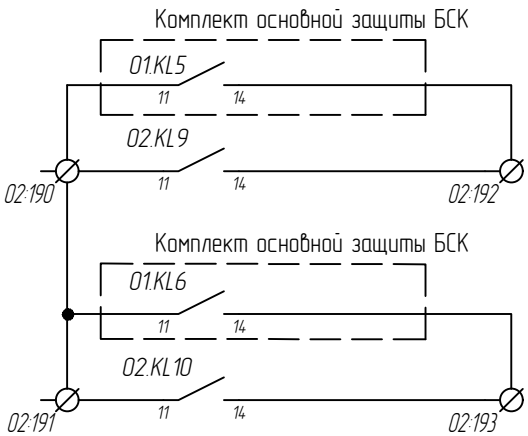 Комплект основной защиты БСК
01.KL5
11 14
02.KL9
11 14
02:190 02:192
Комплект основной защиты БСК
01.KL6
11 14
02.KL10
11 14
02:191 02:193